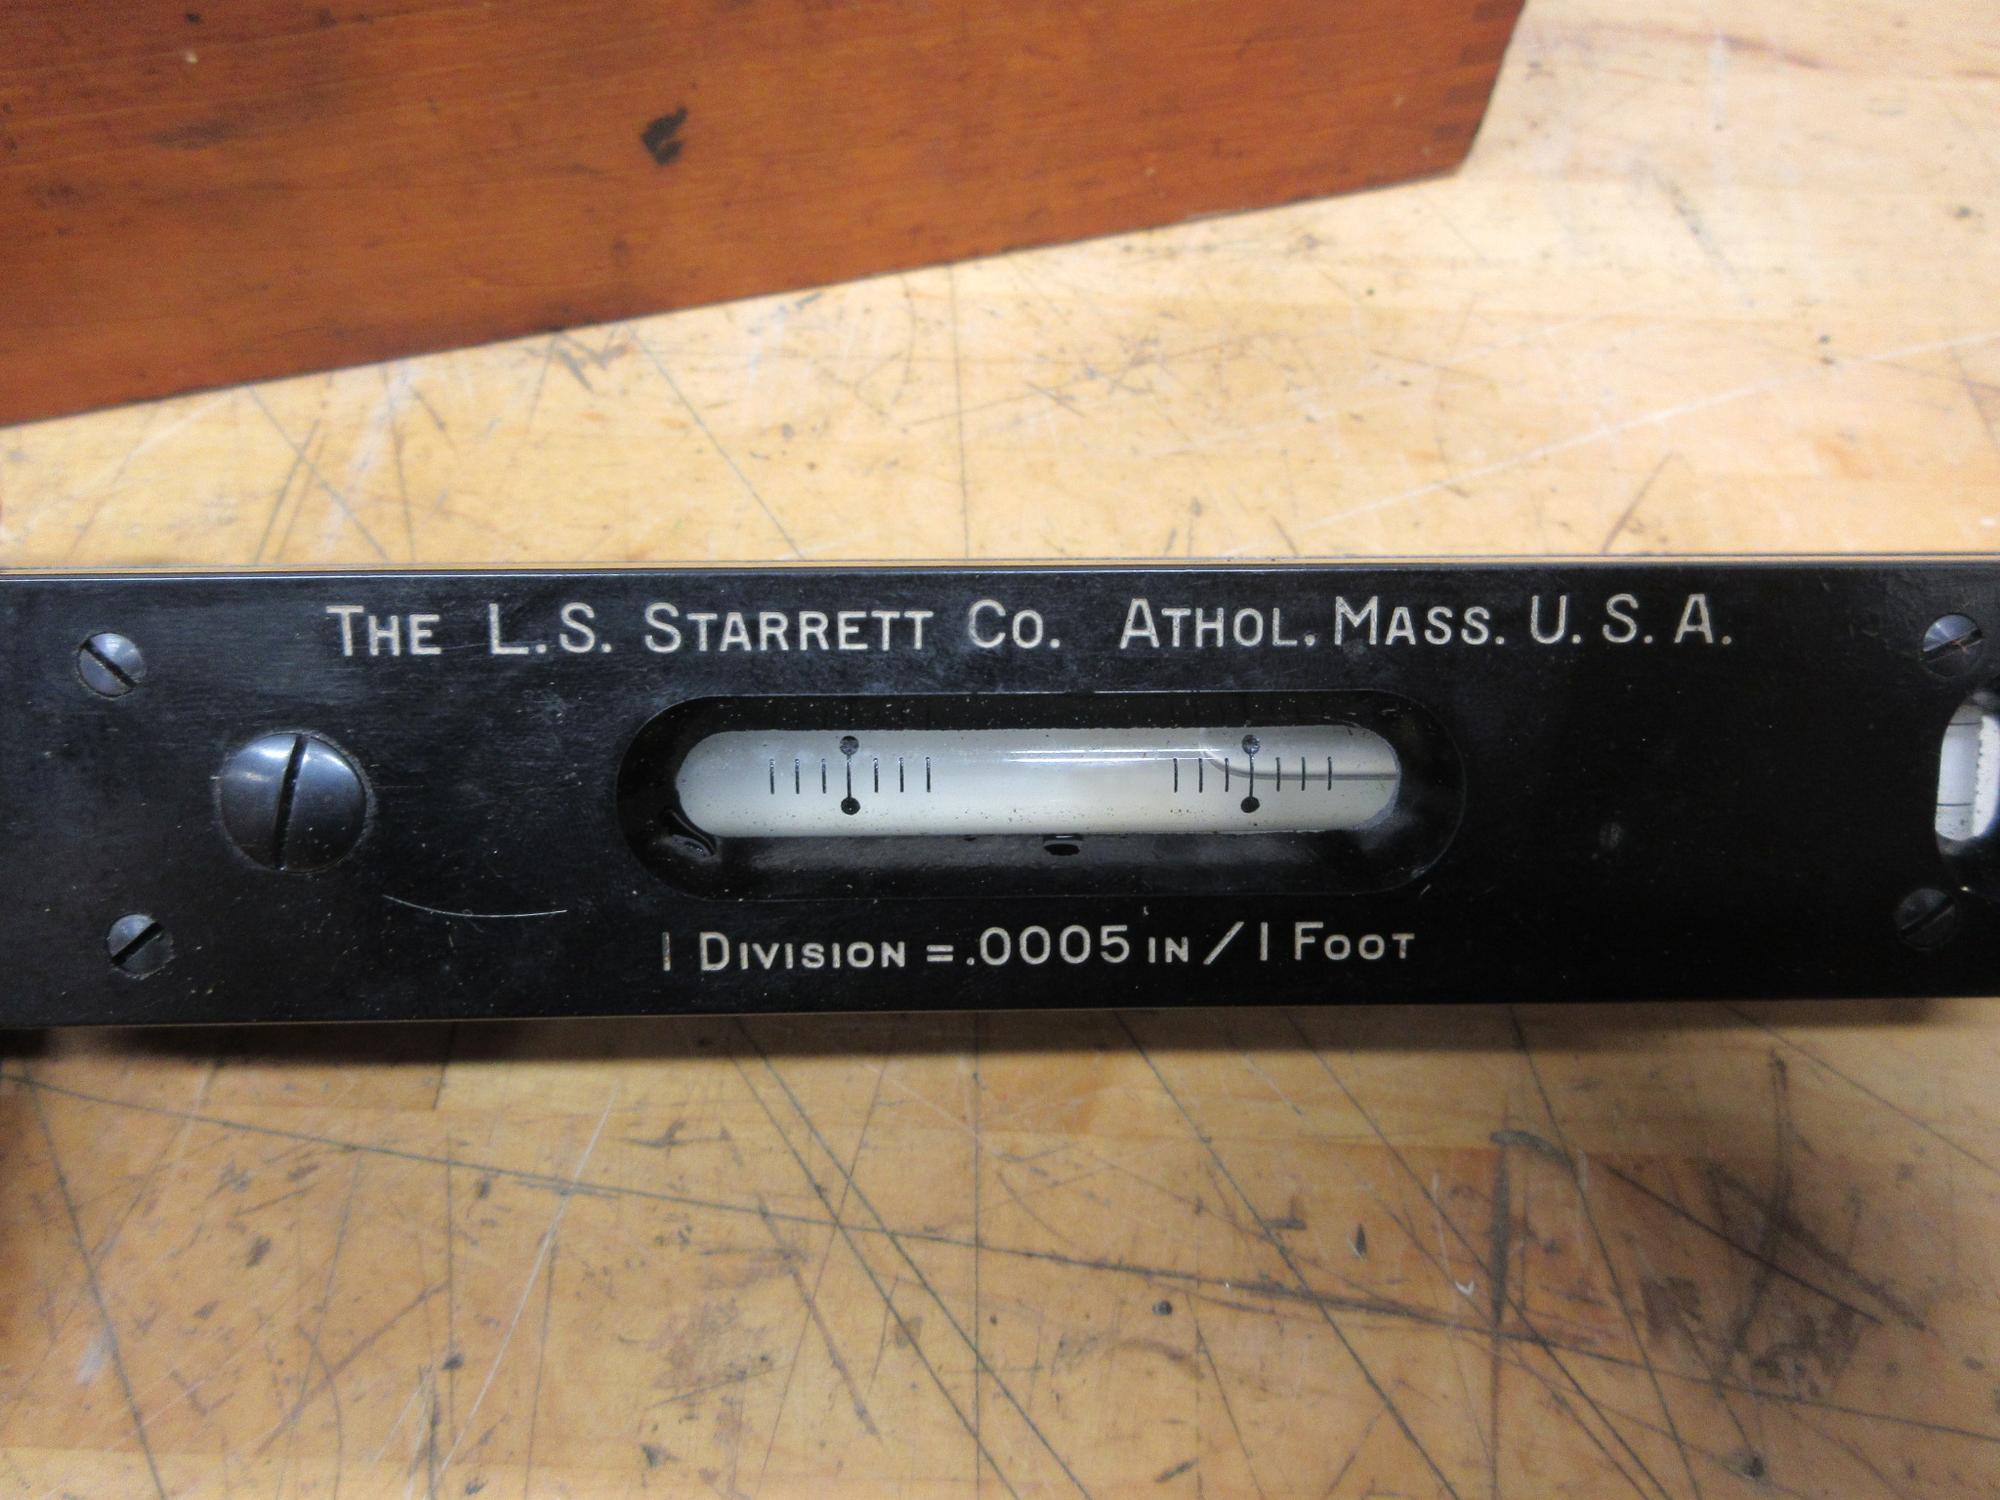 THE L.S. STARRETT CO. ATHOL, MASS. U.S.A.
1 DIVISION = .0005 IN / 1 FOOT